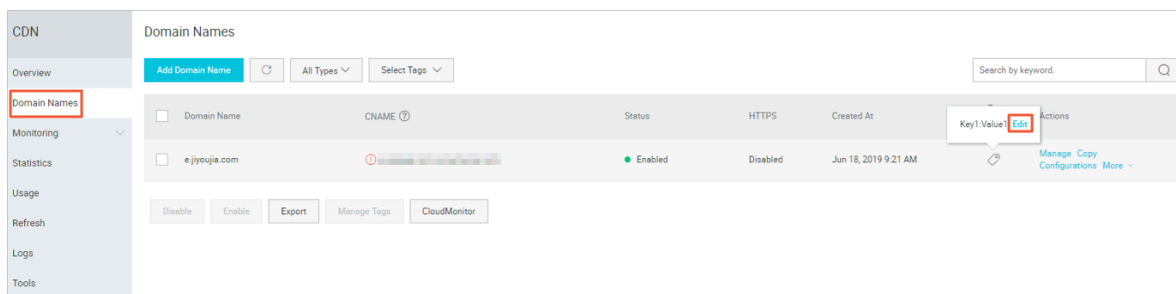 CDN
Domain Names
Overview
Add Domain Name
All Types
Select Tags
Search by keyword.
Domain Names
Monitoring
Domain Name
CNAME
Status
HTTPS
Created At
Key1:Value1 Edit
Actions
Statistics
e.jiyoujia.com
Enabled
Disabled
Jun 18, 2019 9:21 AM
Manage Copy
Configurations More
Usage
Disable
Enable
Export
Manage Tags
CloudMonitor
Refresh
Logs
Tools